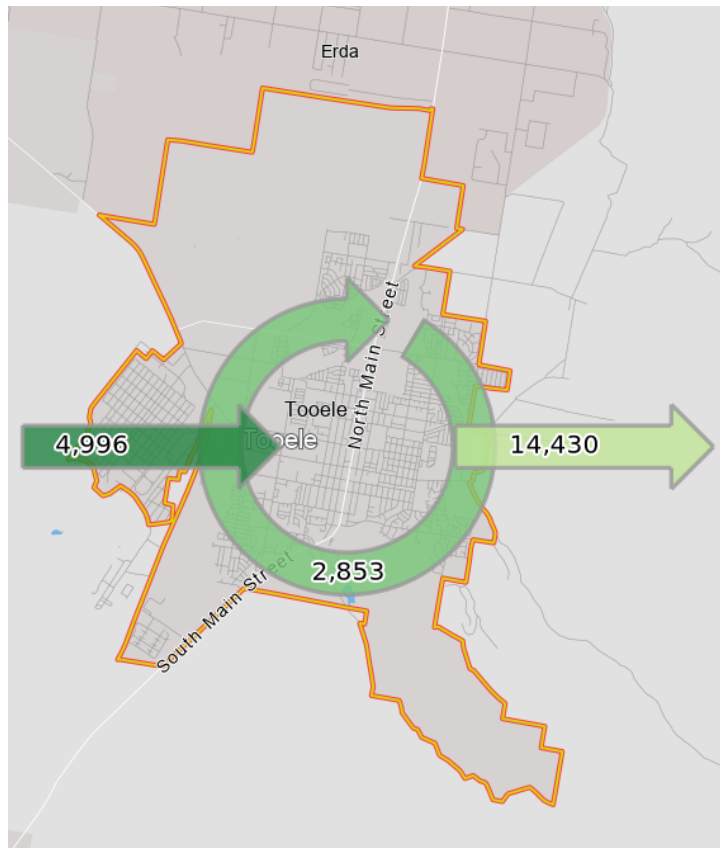 Erda
North Main Street
Tooele
Tooele
4,996
14,430
2,853
South Main Street